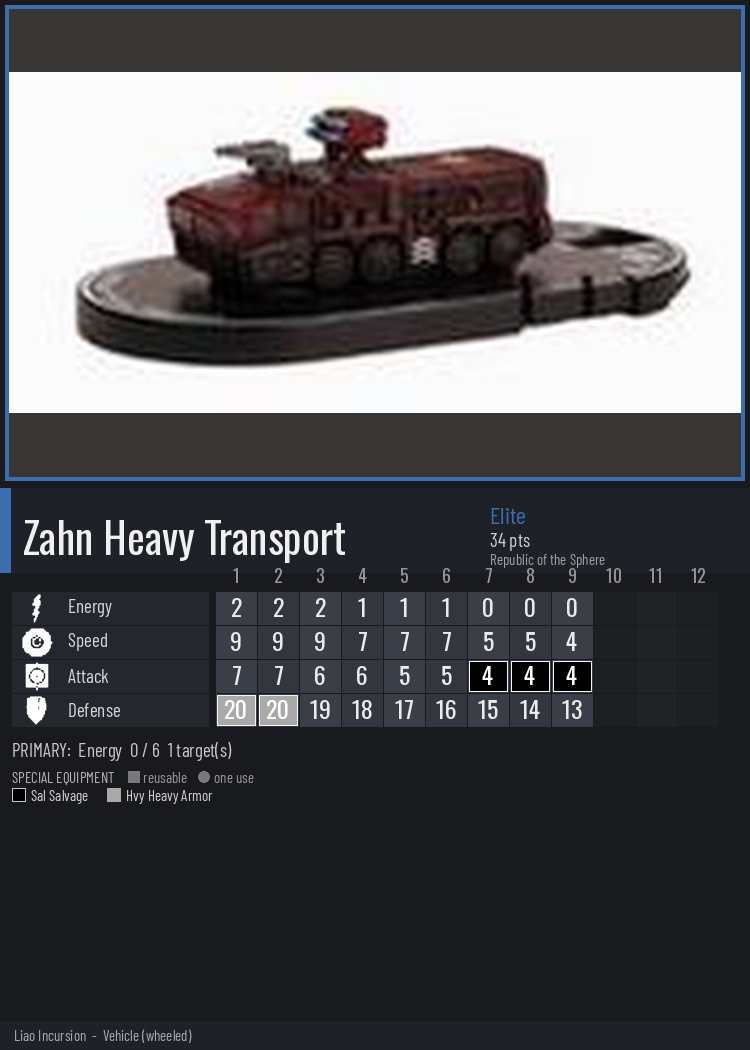 Zahn Heavy Transport
Elite
34 pts
Republic of the Sphere
1 2 3 4 5 6 7 8 9 10 11 12
Energy 2 2 2 1 1 1 0 0 0
Speed 9 9 9 7 7 7 5 5 4
Attack 7 7 6 6 5 5 4 4 4
Defense 20 20 19 18 17 16 15 14 13
PRIMARY: Energy 0 / 6 1 target(s)
SPECIAL EQUIPMENT reusable one use
Sal Salvage Hvy Heavy Armor
Liao Incursion - Vehicle (wheeled)